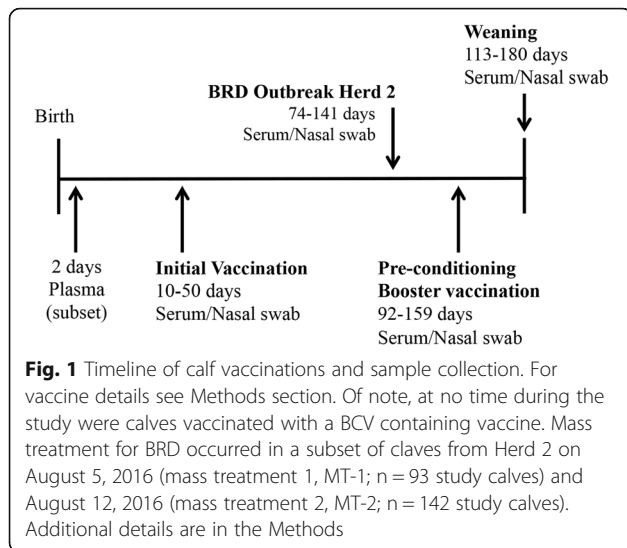 Weaning
113-180 days
Serum/Nasal swab
BRD Outbreak Herd 2
74-141 days
Serum/Nasal swab
Birth
2 days
Plasma
(subset)
Initial Vaccination
10-50 days
Serum/Nasal swab
Pre-conditioning
Booster vaccination
92-159 days
Serum/Nasal swab
Fig. 1 Timeline of calf vaccinations and sample collection. For
vaccine details see Methods section. Of note, at no time during the
study were calves vaccinated with a BCV containing vaccine. Mass
treatment for BRD occurred in a subset of claves from Herd 2 on
August 5, 2016 (mass treatment 1, MT-1; n = 93 study calves) and
August 12, 2016 (mass treatment 2, MT-2; n = 142 study calves).
Additional details are in the Methods